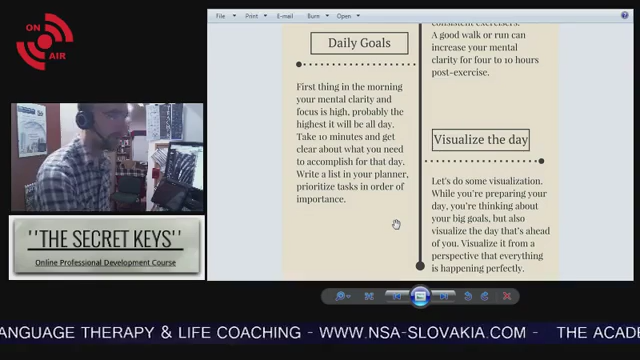 ON
AIR
File
Print
E-mail
Burn
Open
Daily Goals
First thing in the morning
your mental clarity and
focus is high, probably the
highest it will be all day.
Take 10 minutes and get
clear about what you need
to accomplish for that day.
Write a list in your planner,
prioritize tasks in order of
importance.
consistent exercisers.
A good walk or run can
increase your mental
clarity for four to 10 hours
post-exercise.
Visualize the day
Let's do some visualization.
While you're preparing your
day, you're thinking about
your big goals, but also
visualize the day that's ahead
of you. Visualize it from a
perspective that everything
is happening perfectly.
''THE SECRET KEYS''
Online Professional Development Course
ANGUAGE THERAPY & LIFE COACHING - WWW.NSA-SLOVAKIA.COM - THE ACAD